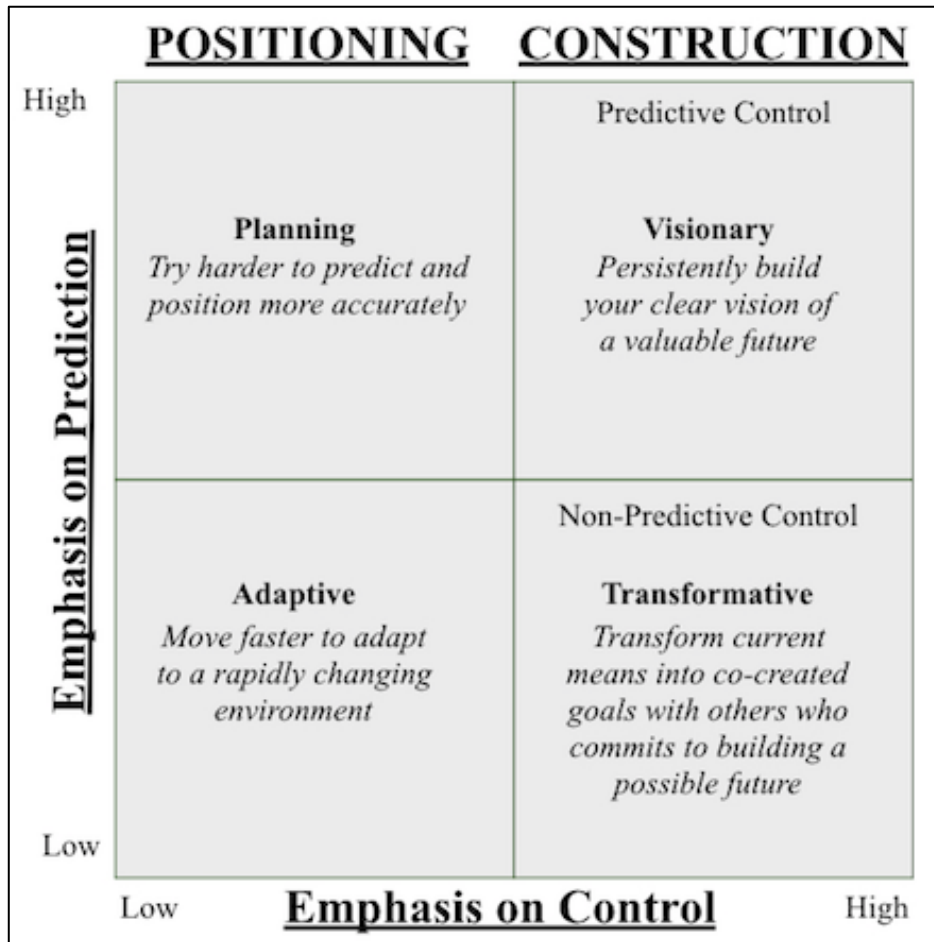 POSITIONING CONSTRUCTION
High
Predictive Control
Planning
Try harder to predict and
position more accurately
Visionary
Persistently build
your clear vision of
a valuable future
Emphasis on Prediction
Non-Predictive Control
Adaptive
Move faster to adapt
to a rapidly changing
environment
Transformative
Transform current
means into co-created
goals with others who
commits to building a
possible future
Low
Low
Emphasis on Control
High